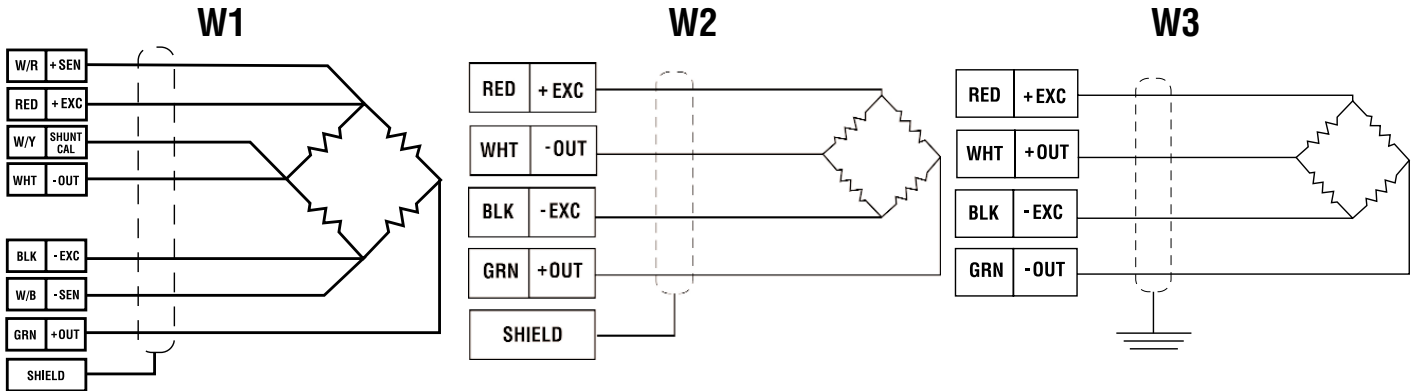 W1
W/R +SEN
RED +EXC
W/Y SHUNT CAL
WHT -OUT
BLK -EXC
W/B -SEN
GRN +OUT
SHIELD
W2
RED +EXC
WHT -OUT
BLK -EXC
GRN +OUT
SHIELD
W3
RED +EXC
WHT +OUT
BLK -EXC
GRN -OUT